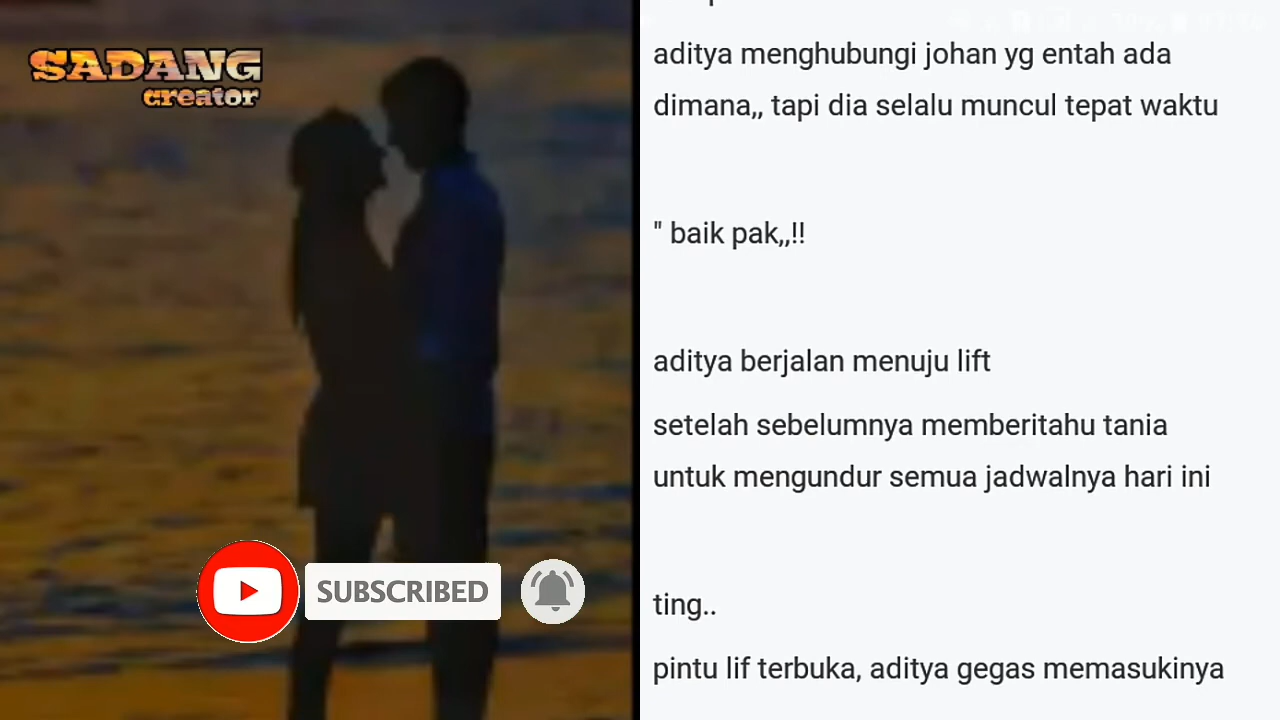 SADANG
creator
SUBSCRIBED
aditya menghubungi johan yg entah ada
dimana,, tapi dia selalu muncul tepat waktu
" baik pak,,!!
aditya berjalan menuju lift
setelah sebelumnya memberitahu tania
untuk mengundur semua jadwalnya hari ini
ting..
pintu lif terbuka, aditya gegas memasukinya